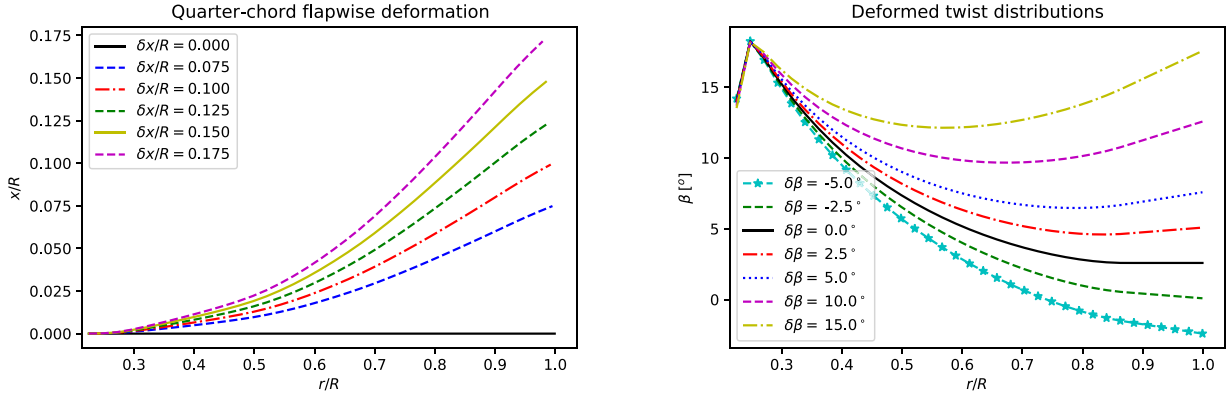 Quarter-chord flapwise deformation
x/R
0.175
0.150
0.125
0.100
0.075
0.050
0.025
0.000
δx/R = 0.000
δx/R = 0.075
δx/R = 0.100
δx/R = 0.125
δx/R = 0.150
δx/R = 0.175
0.3 0.4 0.5 0.6 0.7 0.8 0.9 1.0
r/R
Deformed twist distributions
β [°]
15
10
5
0
δβ = -5.0°
δβ = -2.5°
δβ = 0.0°
δβ = 2.5°
δβ = 5.0°
δβ = 10.0°
δβ = 15.0°
0.3 0.4 0.5 0.6 0.7 0.8 0.9 1.0
r/R